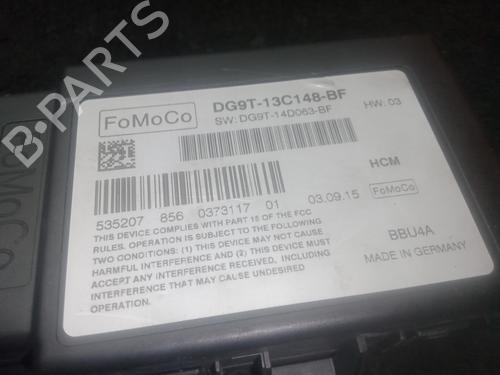 B-PARTS
FoMoCo
FoMoCo
DG9T-13C148-BF
SW: DG9T-14D063-BF
HW: 03
HCM
535207 856 0373117 01
03.09.15
FoMoCo
THIS DEVICE COMPLIES WITH PART 15 OF THE FCC
RULES. OPERATION IS SUBJECT TO THE FOLLOWING
TWO CONDITIONS: (1) THIS DEVICE MAY NOT CAUSE
HARMFUL INTERFERENCE AND (2) THIS DEVICE MUST
ACCEPT ANY INTERFERENCE RECEIVED, INCLUDING
INTERFERENCE THAT MAY CAUSE UNDESIRED
OPERATION.
BBU4A
MADE IN GERMANY